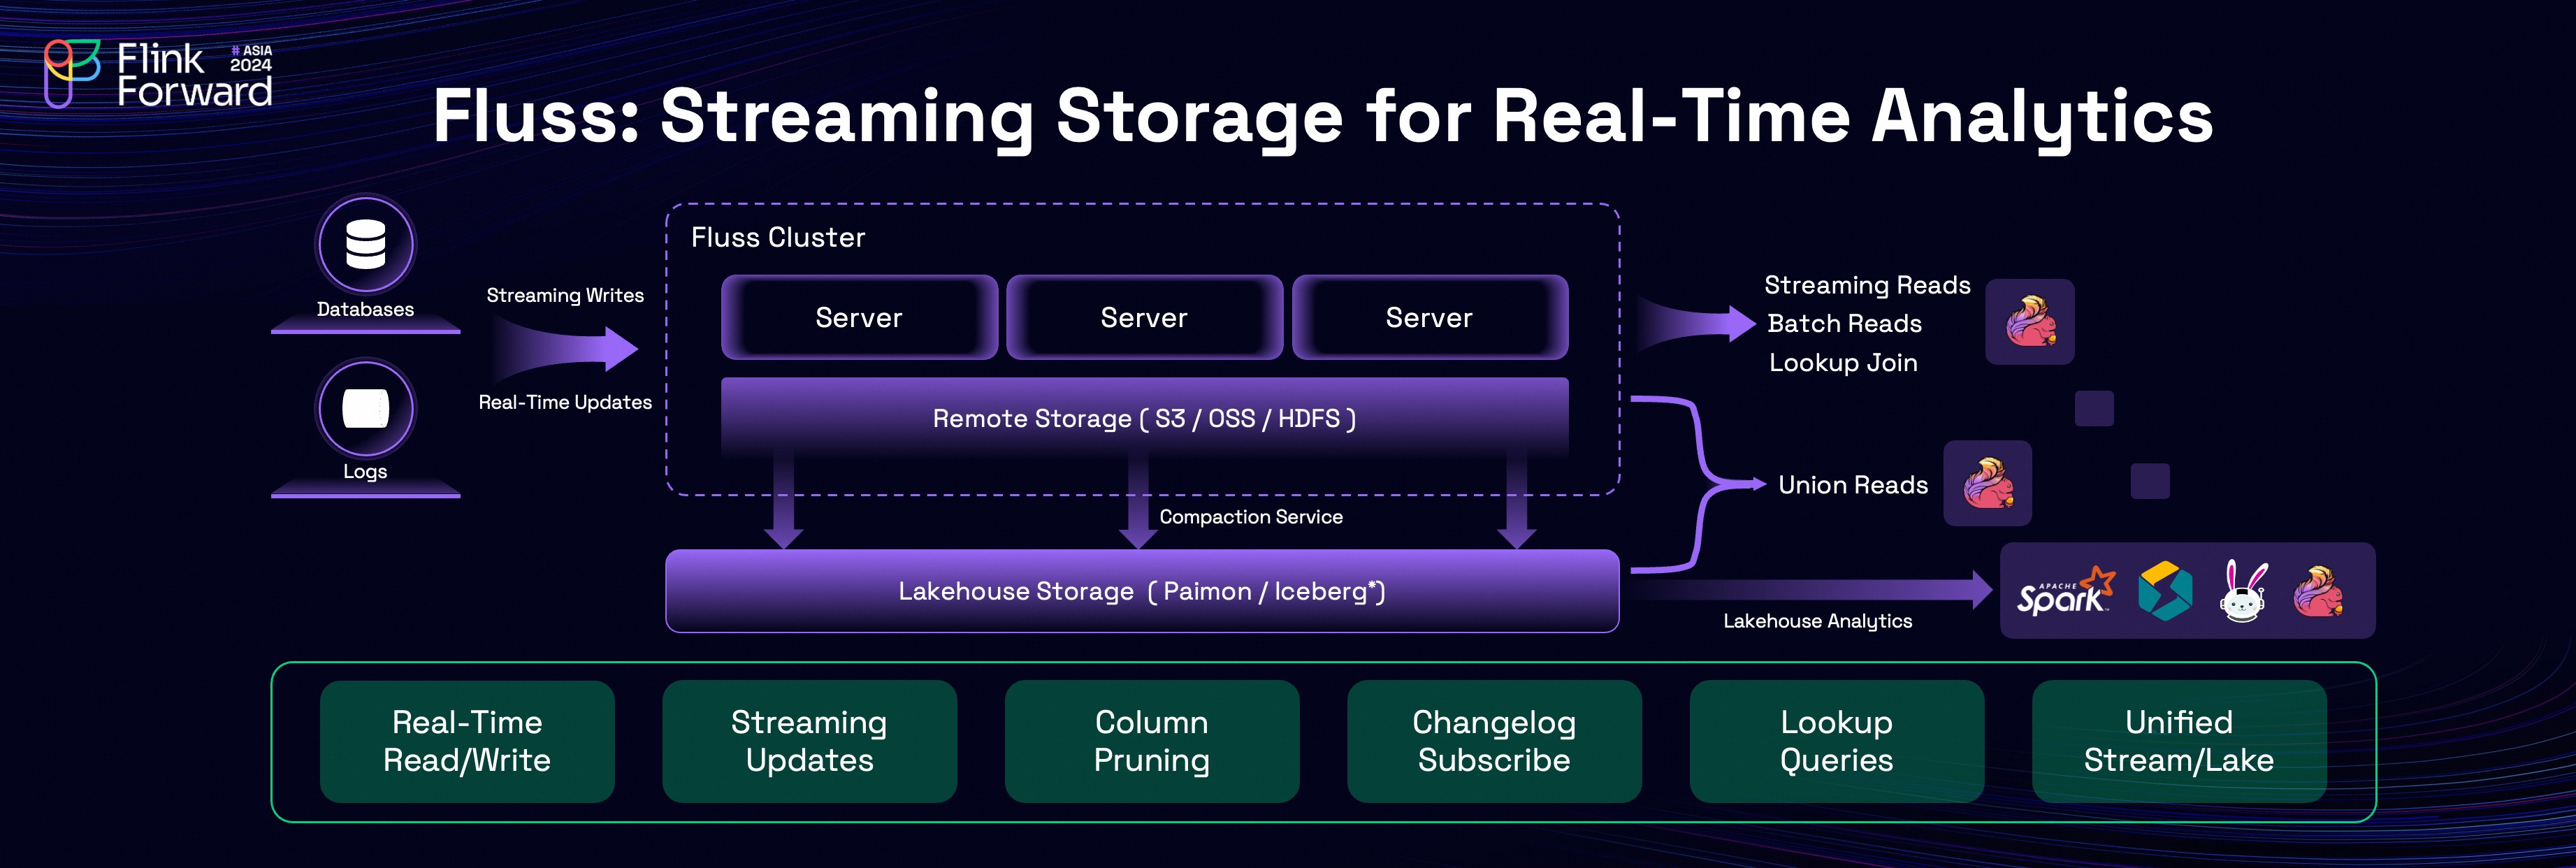 Flink
Forward
# ASIA
2024
Fluss: Streaming Storage for Real-Time Analytics
Databases
Logs
Streaming Writes
Real-Time Updates
Fluss Cluster
Server
Server
Server
Remote Storage ( S3 / OSS / HDFS )
Compaction Service
Lakehouse Storage ( Paimon / Iceberg*)
Streaming Reads
Batch Reads
Lookup Join
Union Reads
Lakehouse Analytics
APACHE
Spark
Real-Time
Read/Write
Streaming
Updates
Column
Pruning
Changelog
Subscribe
Lookup
Queries
Unified
Stream/Lake